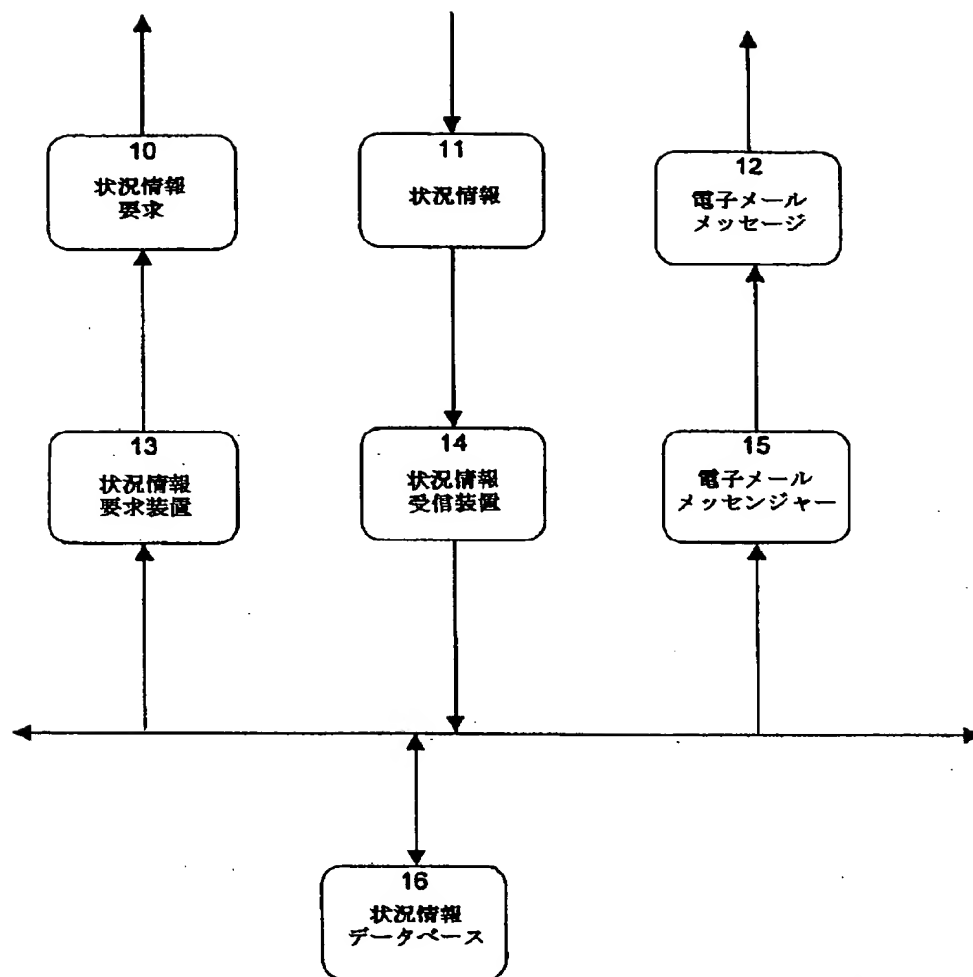 10
状況情報
要求
11
状況情報
12
電子メール
メッセージ
13
状況情報
要求装置
14
状況情報
受信装置
15
電子メール
メッセンジャー
16
状況情報
データベース